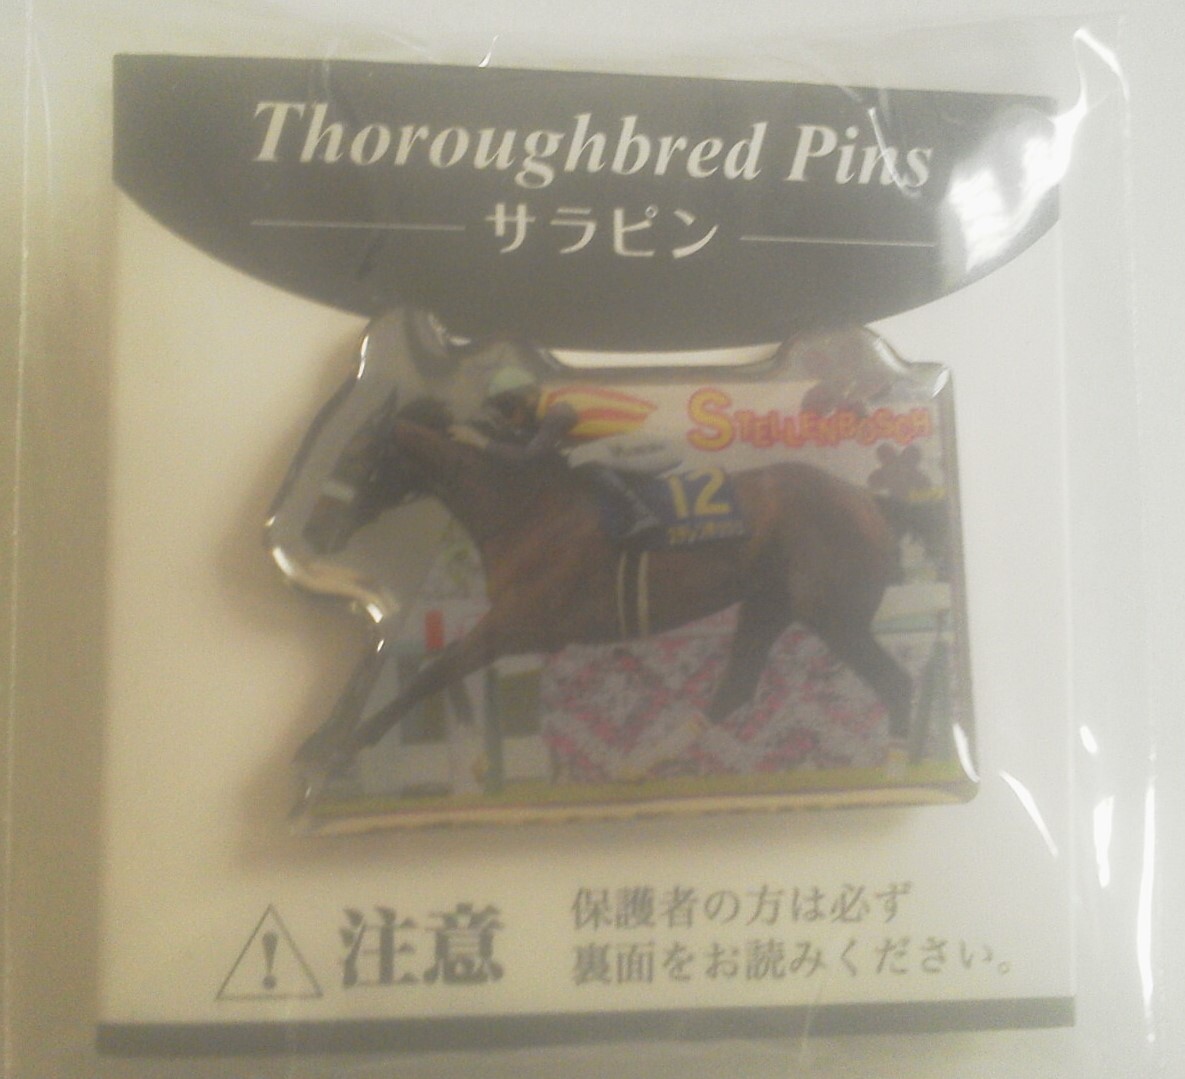 Thoroughbred Pins
サラピン
STELLENBOSCH
12
注意
保護者の方は必ず
裏面をお読みください。